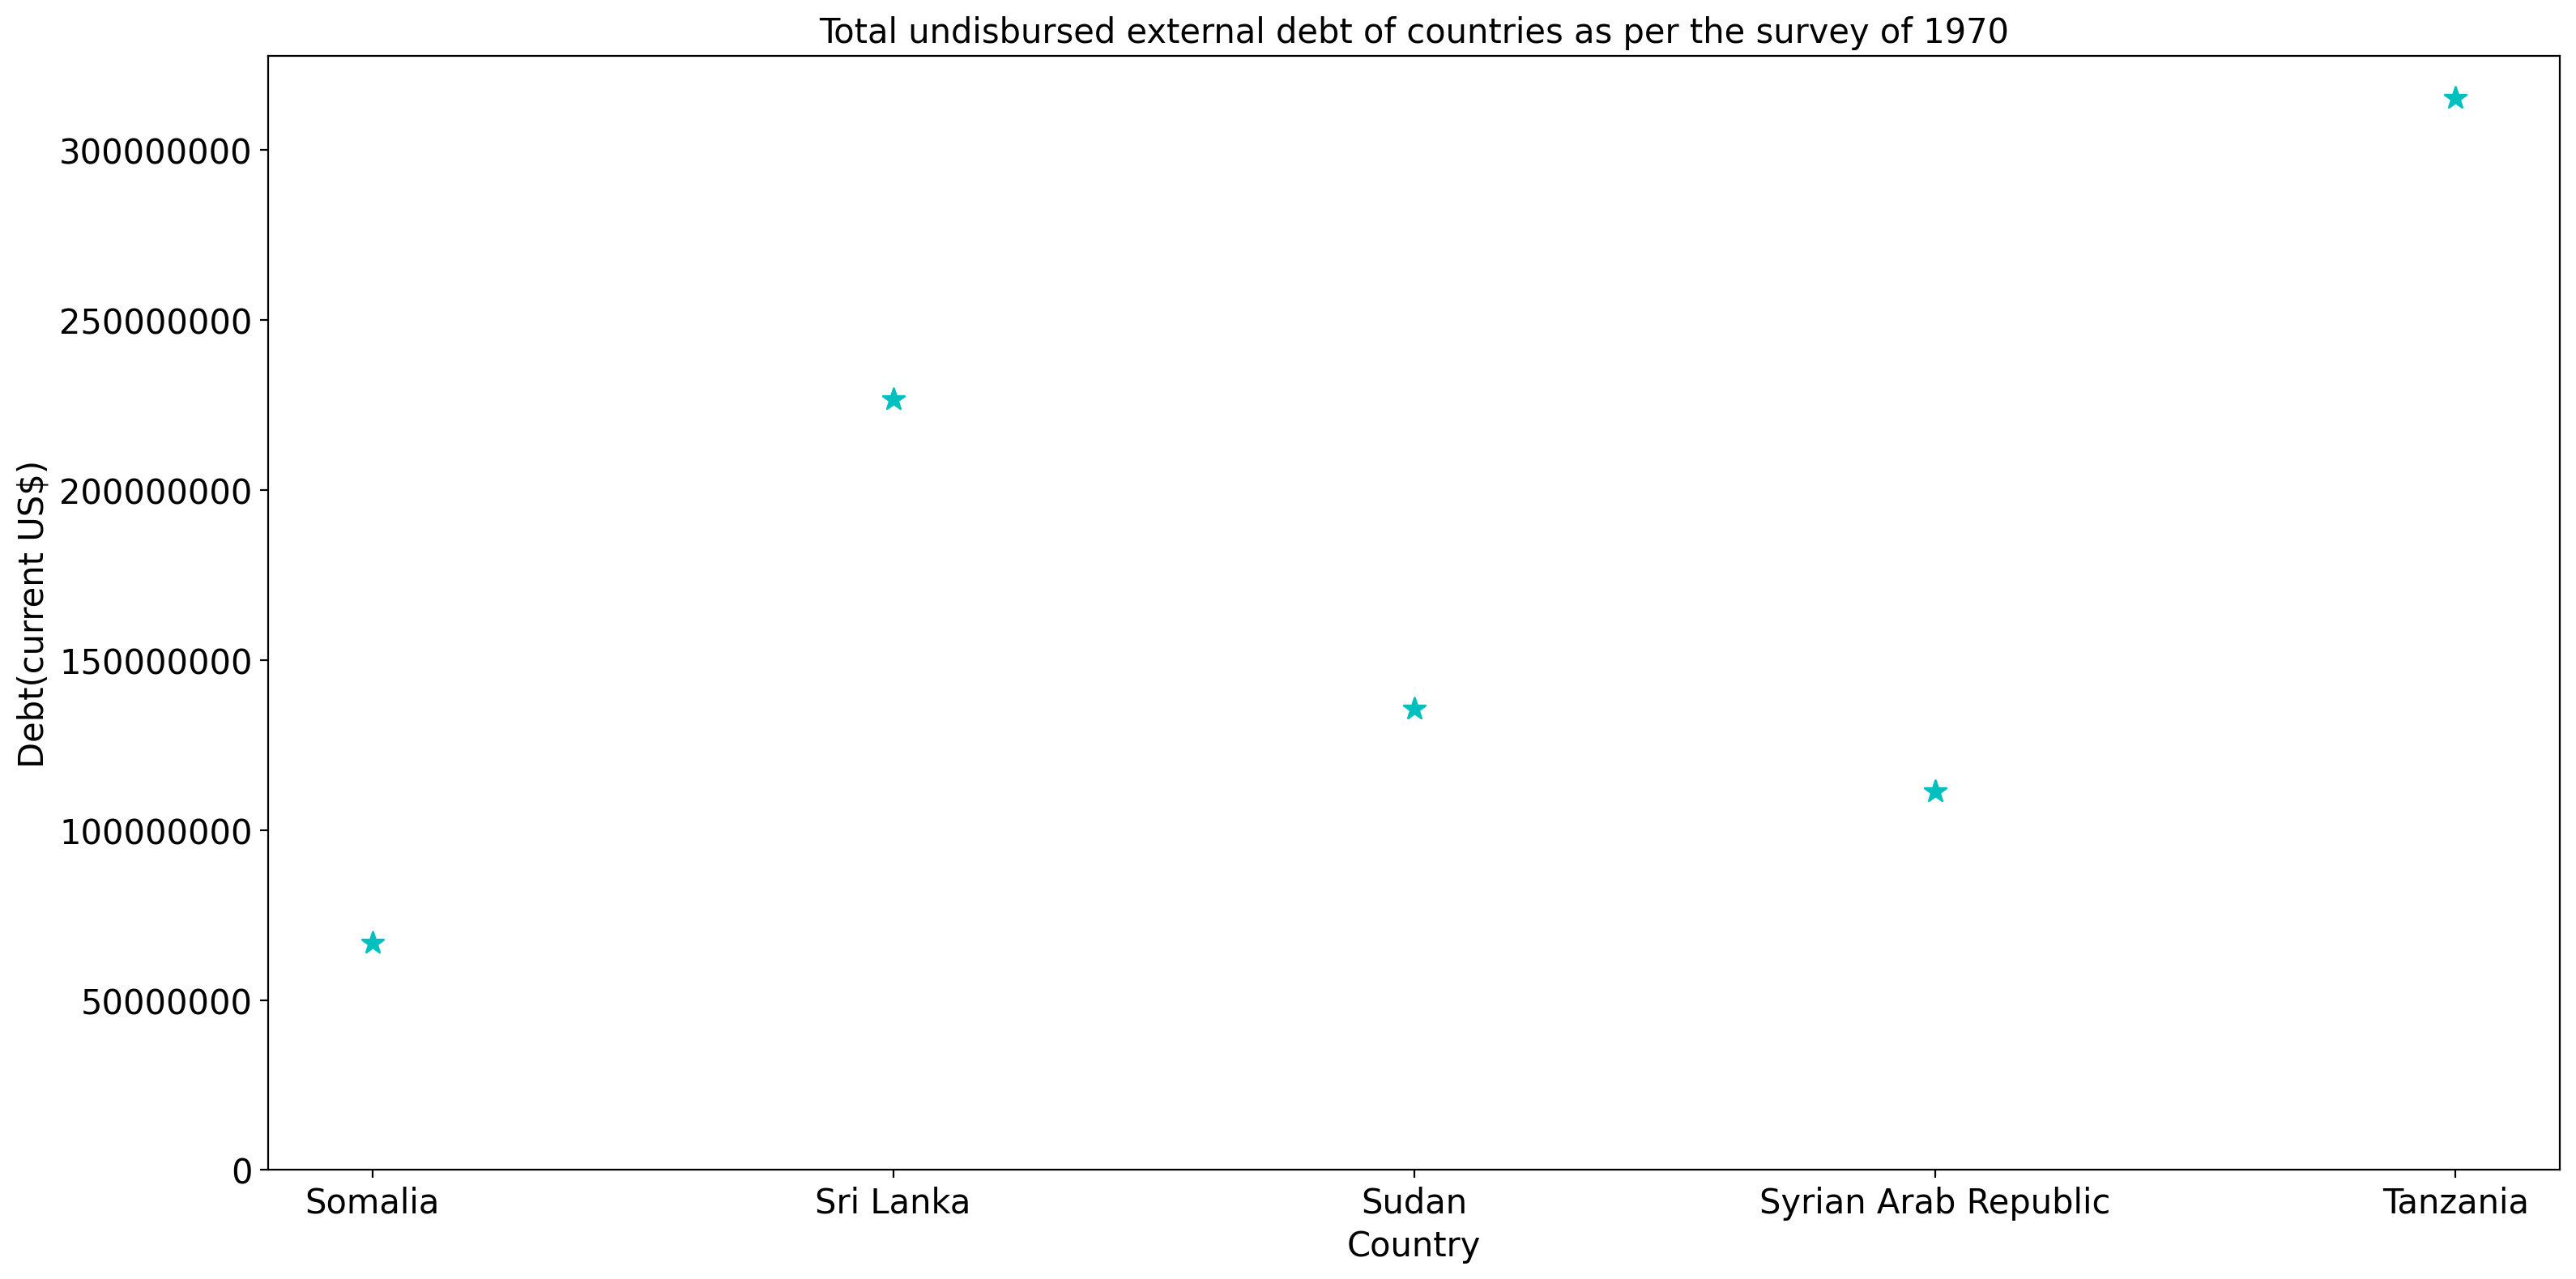 Total undisbursed external debt of countries as per the survey of 1970
Debt(current US$)
300000000
250000000
200000000
150000000
100000000
50000000
0
Somalia Sri Lanka Sudan Syrian Arab Republic Tanzania
Country